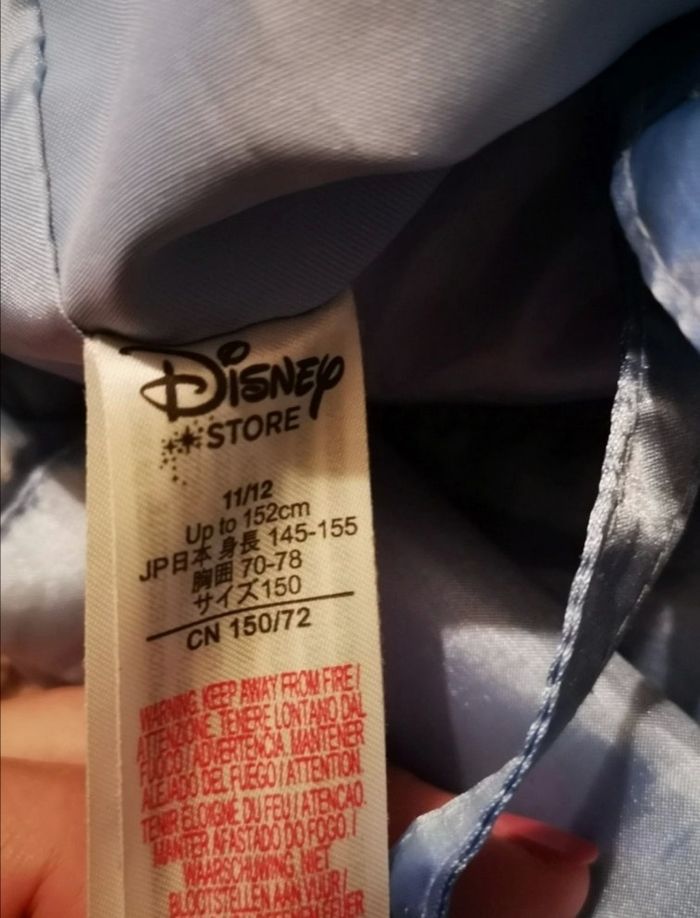 Disney
STORE
11/12
Up to 152cm
JP日本 身長 145-155
胸囲 70-78
サイズ150
CN 150/72
WARNING. KEEP AWAY FROM FIRE /
ATTENZIONE. TENERE LONTANO DAL
FUOCO / ADVERTENCIA. MANTENER
ALEJADO DEL FUEGO / ATTENTION.
TENIR ÉLOIGNÉ DU FEU / ATENCAO.
MANTER AFASTADO DO FOGO. /
WAARSCHUWING. NIET
BLOOTSTELLEN AAN VUUR /